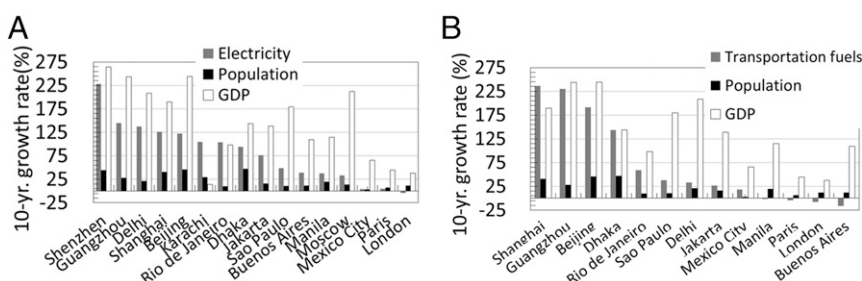 A
10-yr. growth rate(%)
275
225
175
125
75
25
-25
Electricity
Population
GDP
Shenzhen
Guangzhou
Delhi
Shanghai
Beijing
Karachi
Rio de Janeiro
Dhaka
Jakarta
Sao Paulo
Buenos Aires
Manila
Moscow
Mexico City
Paris
London
B
10-yr. growth rate (%)
275
225
175
125
75
25
-25
Transportation fuels
Population
GDP
Shanghai
Guangzhou
Beijing
Dhaka
Rio de Janeiro
Sao Paulo
Delhi
Jakarta
Mexico City
Manila
Paris
London
Buenos Aires